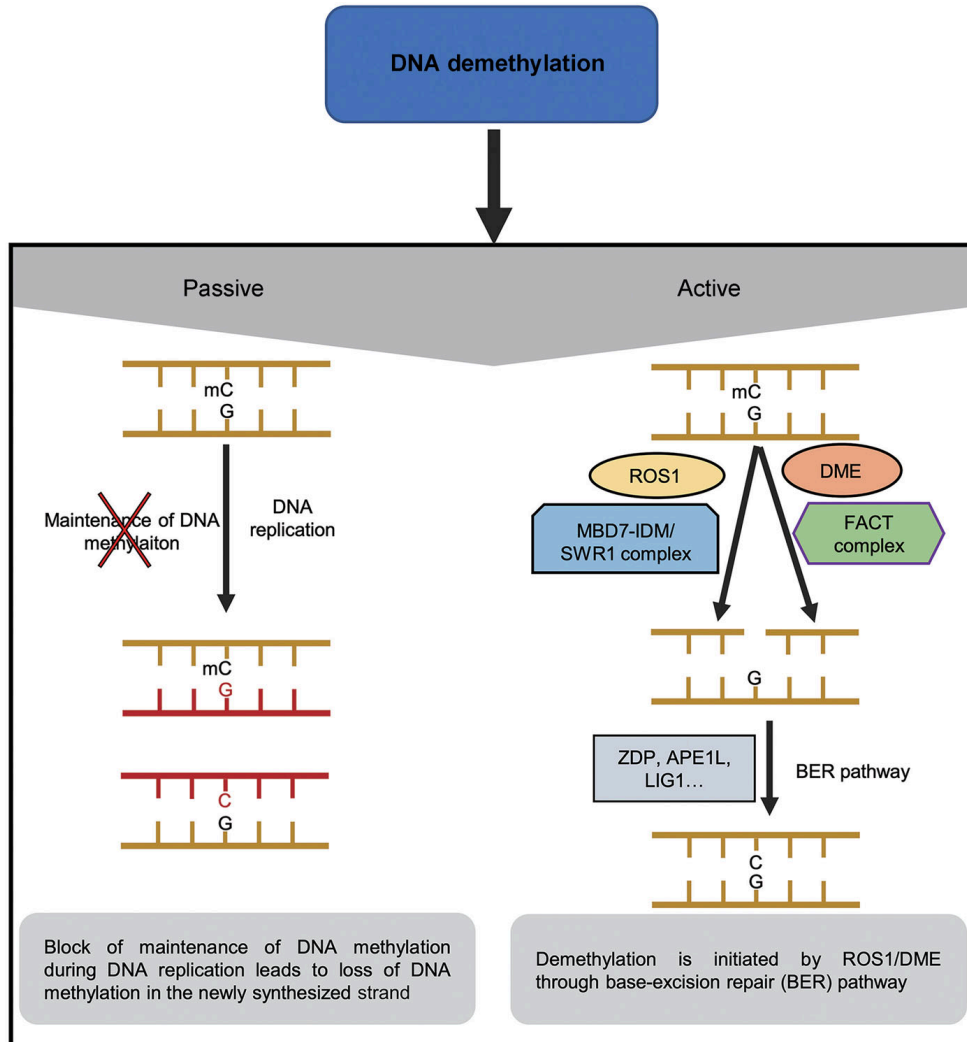 DNA demethylation
Passive
Active
mC
G
Maintenance of DNA
methylaiton
DNA
replication
mC
G
C
G
mC
G
ROS1
DME
MBD7-IDM/
SWR1 complex
FACT
complex
G
ZDP, APE1L,
LIG1...
BER pathway
C
G
Block of maintenance of DNA methylation
during DNA replication leads to loss of DNA
methylation in the newly synthesized strand
Demethylation is initiated by ROS1/DME
through base-excision repair (BER) pathway